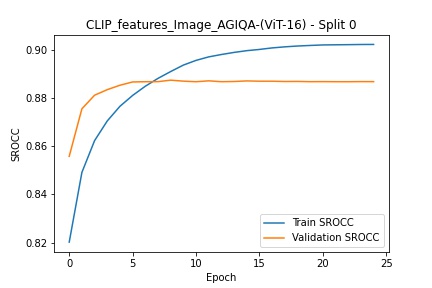 CLIP_features_Image_AGIQA-(ViT-16) - Split 0
0.90
0.88
0.86
0.84
0.82
SROCC
0 5 10 15 20 25
Epoch
Train SROCC
Validation SROCC